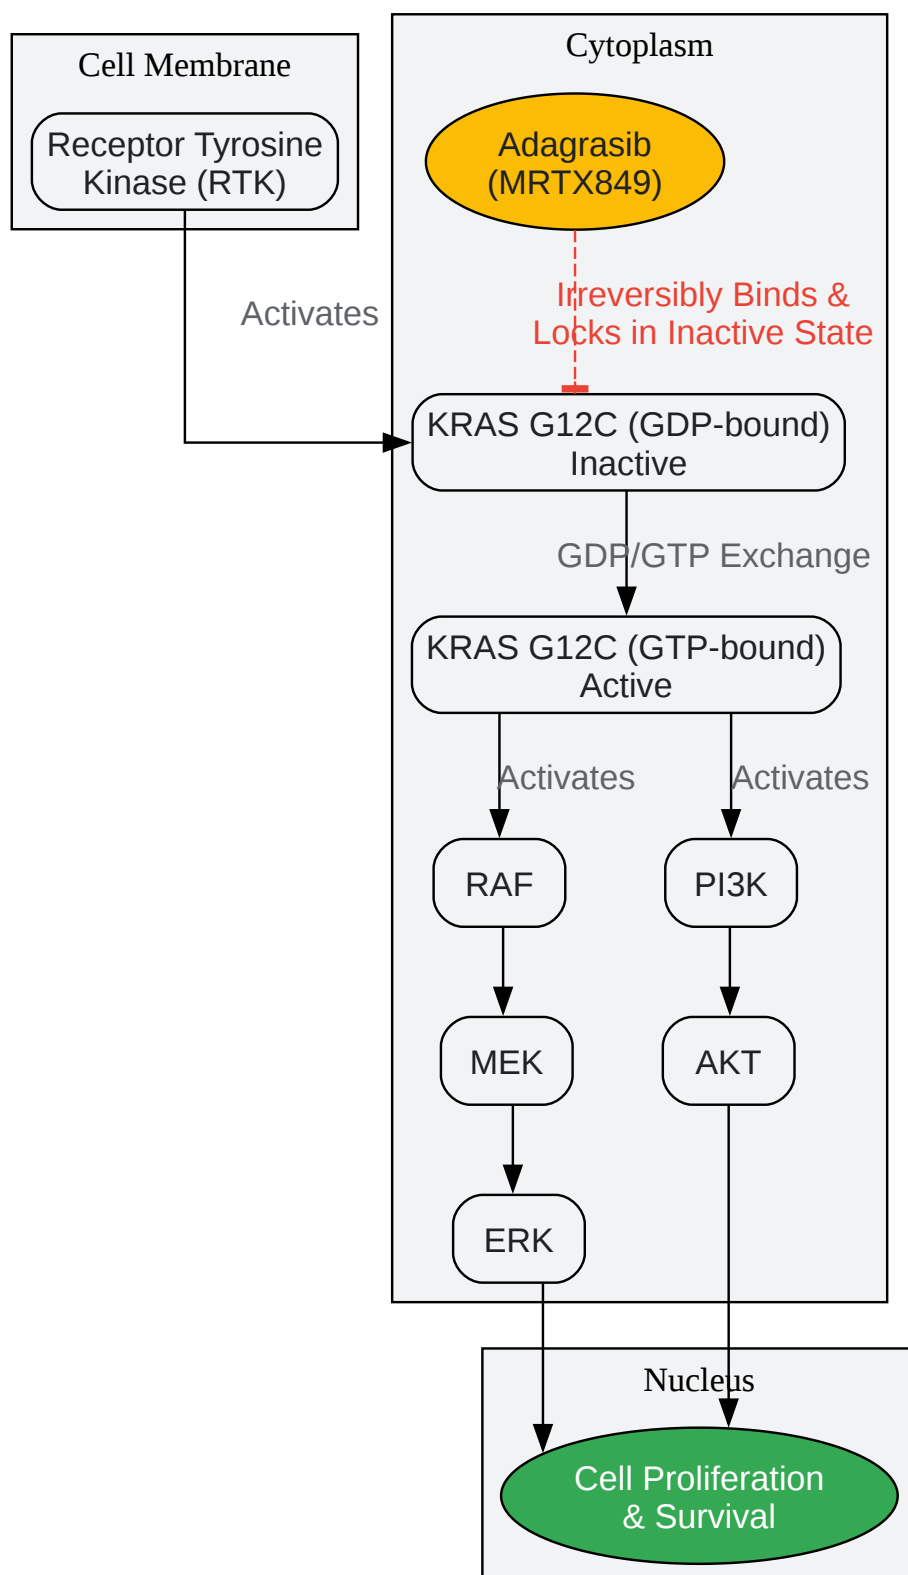 Cell Membrane
Receptor Tyrosine
Kinase (RTK)
Cytoplasm
Adagrasib
(MRTX849)
Activates
Irreversibly Binds &
Locks in Inactive State
KRAS G12C (GDP-bound)
Inactive
GDP/GTP Exchange
KRAS G12C (GTP-bound)
Active
Activates
Activates
RAF
PI3K
MEK
AKT
ERK
Nucleus
Cell Proliferation
& Survival